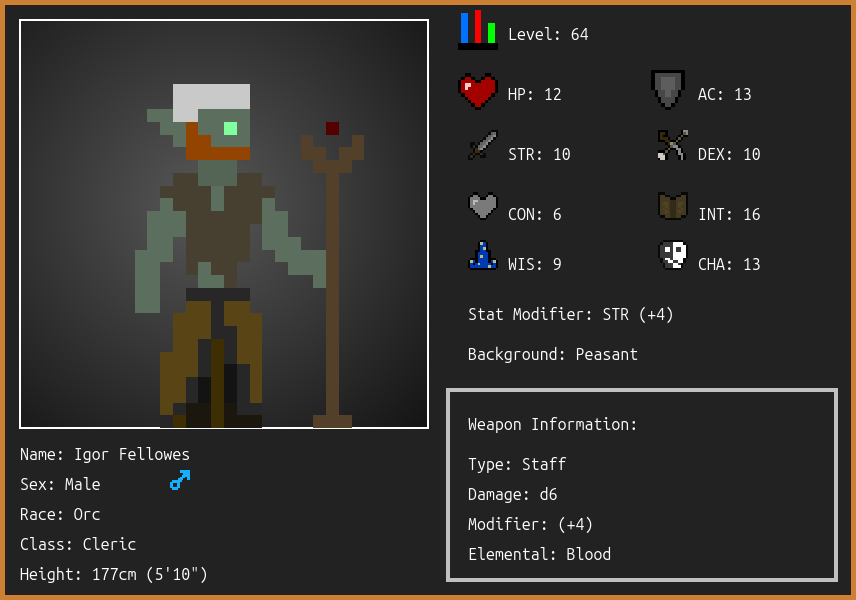 Level: 64
HP: 12
AC: 13
STR: 10
DEX: 10
CON: 6
INT: 16
WIS: 9
CHA: 13
Stat Modifier: STR (+4)
Background: Peasant
Weapon Information:
Type: Staff
Damage: d6
Modifier: (+4)
Elemental: Blood
Name: Igor Fellowes
Sex: Male
Race: Orc
Class: Cleric
Height: 177cm (5'10")